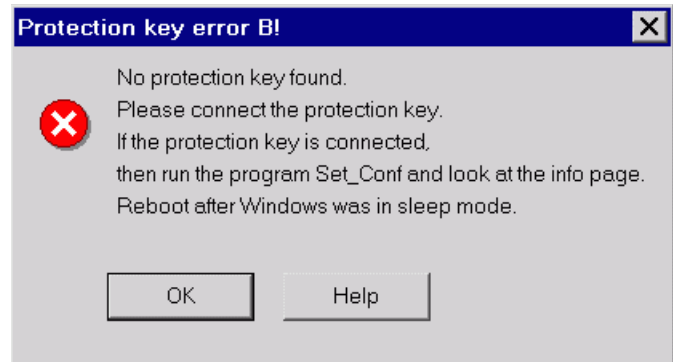 Protection key error B!
No protection key found.
Please connect the protection key.
If the protection key is connected,
then run the program Set_Conf and look at the info page.
Reboot after Windows was in sleep mode.
OK
Help